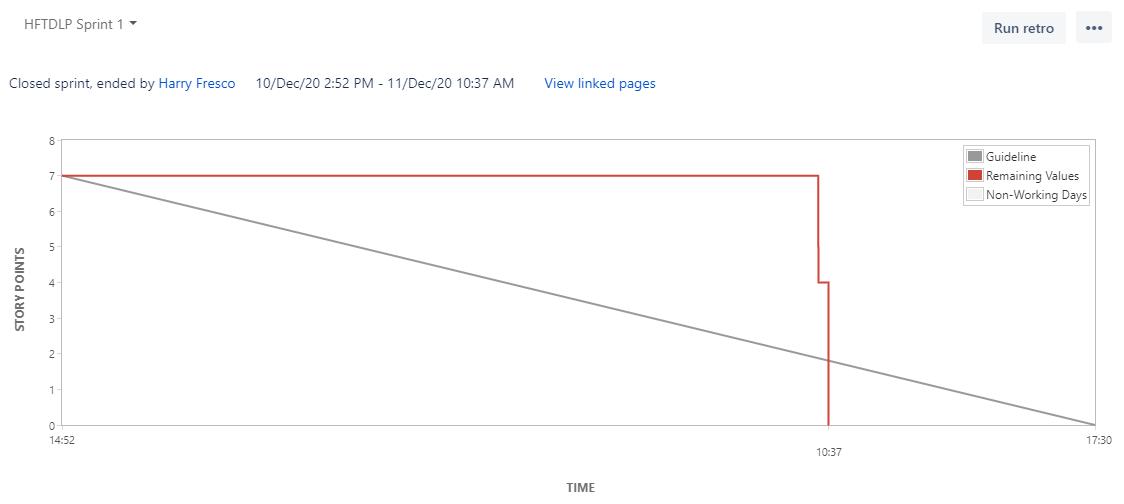 HFTDLP Sprint 1
Run retro
•••
Closed sprint, ended by Harry Fresco 10/Dec/20 2:52 PM - 11/Dec/20 10:37 AM View linked pages
8
7
6
5
4
3
2
1
0
STORY POINTS
Guideline
Remaining Values
Non-Working Days
14:52
10:37
17:30
TIME